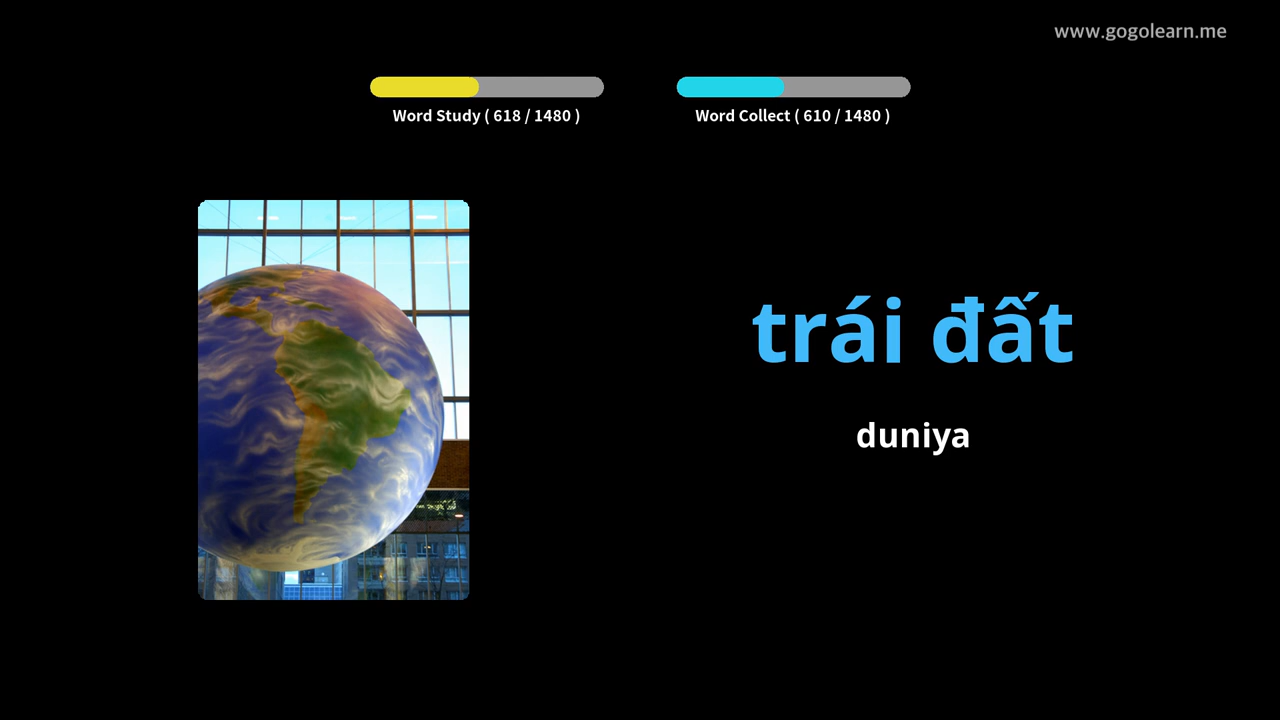 www.gogolearn.me
Word Study ( 618 / 1480 )
Word Collect ( 610 / 1480 )
trái đất
duniya